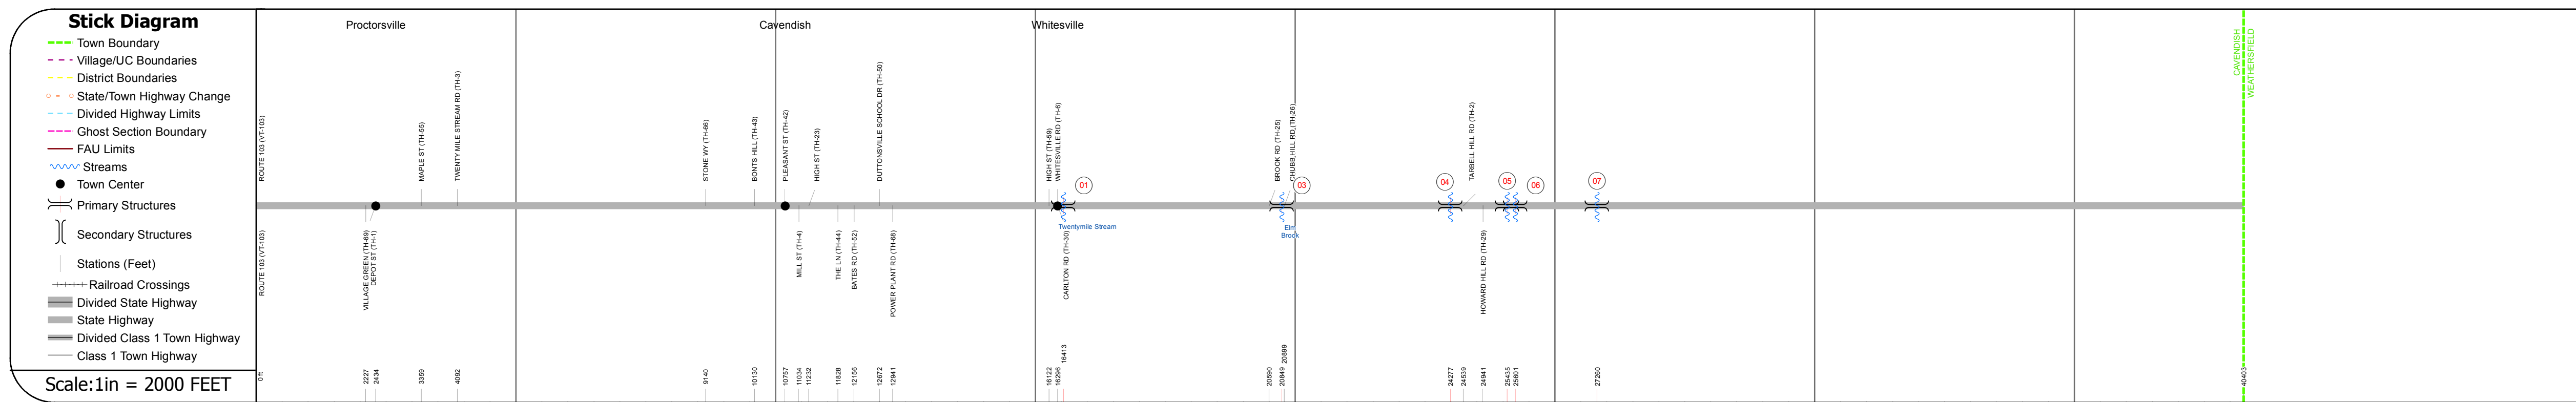 Stick Diagram
Town Boundary
Village/UC Boundaries
District Boundaries
State/Town Highway Change
Divided Highway Limits
Ghost Section Boundary
FAU Limits
Streams
Town Center
Primary Structures
Secondary Structures
Stations (Feet)
Railroad Crossings
Divided State Highway
State Highway
Divided Class 1 Town Highway
Class 1 Town Highway
Scale:1in = 2000 FEET
Proctorsville
Cavendish
Whitesville
ROUTE 103 (VT-103)
MAPLE ST (TH-55)
TWENTY MILE STREAM RD (TH-3)
STONE WY (TH-66)
BONTS HILL (TH-43)
PLEASANT ST (TH-42)
HIGH ST (TH-23)
DUTTONSVILLE SCHOOL DR (TH-50)
HIGH ST (TH-59)
WHITESVILLE RD (TH-6)
BROOK RD (TH-25)
CHUBB HILL RD (TH-26)
TARBELL HILL RD (TH-2)
CAVENDISH
WEATHERSFIELD
01
03
04
05
06
07
ROUTE 103 (VT-103)
VILLAGE GREEN (TH-69)
DEPOT ST (TH-1)
MILL ST (TH-4)
THE LN (TH-44)
BATES RD (TH-52)
POWER PLANT RD (TH-68)
Twentymile Stream
CARLTON RD (TH-30)
Elm
Brook
HOWARD HILL RD (TH-29)
0 ft
2227
2434
3359
4092
9140
10130
10757
11034
11232
11828
12156
12672
12941
16122
16296
16413
20590
20849
20899
24277
24539
24941
25435
25601
27260
40403